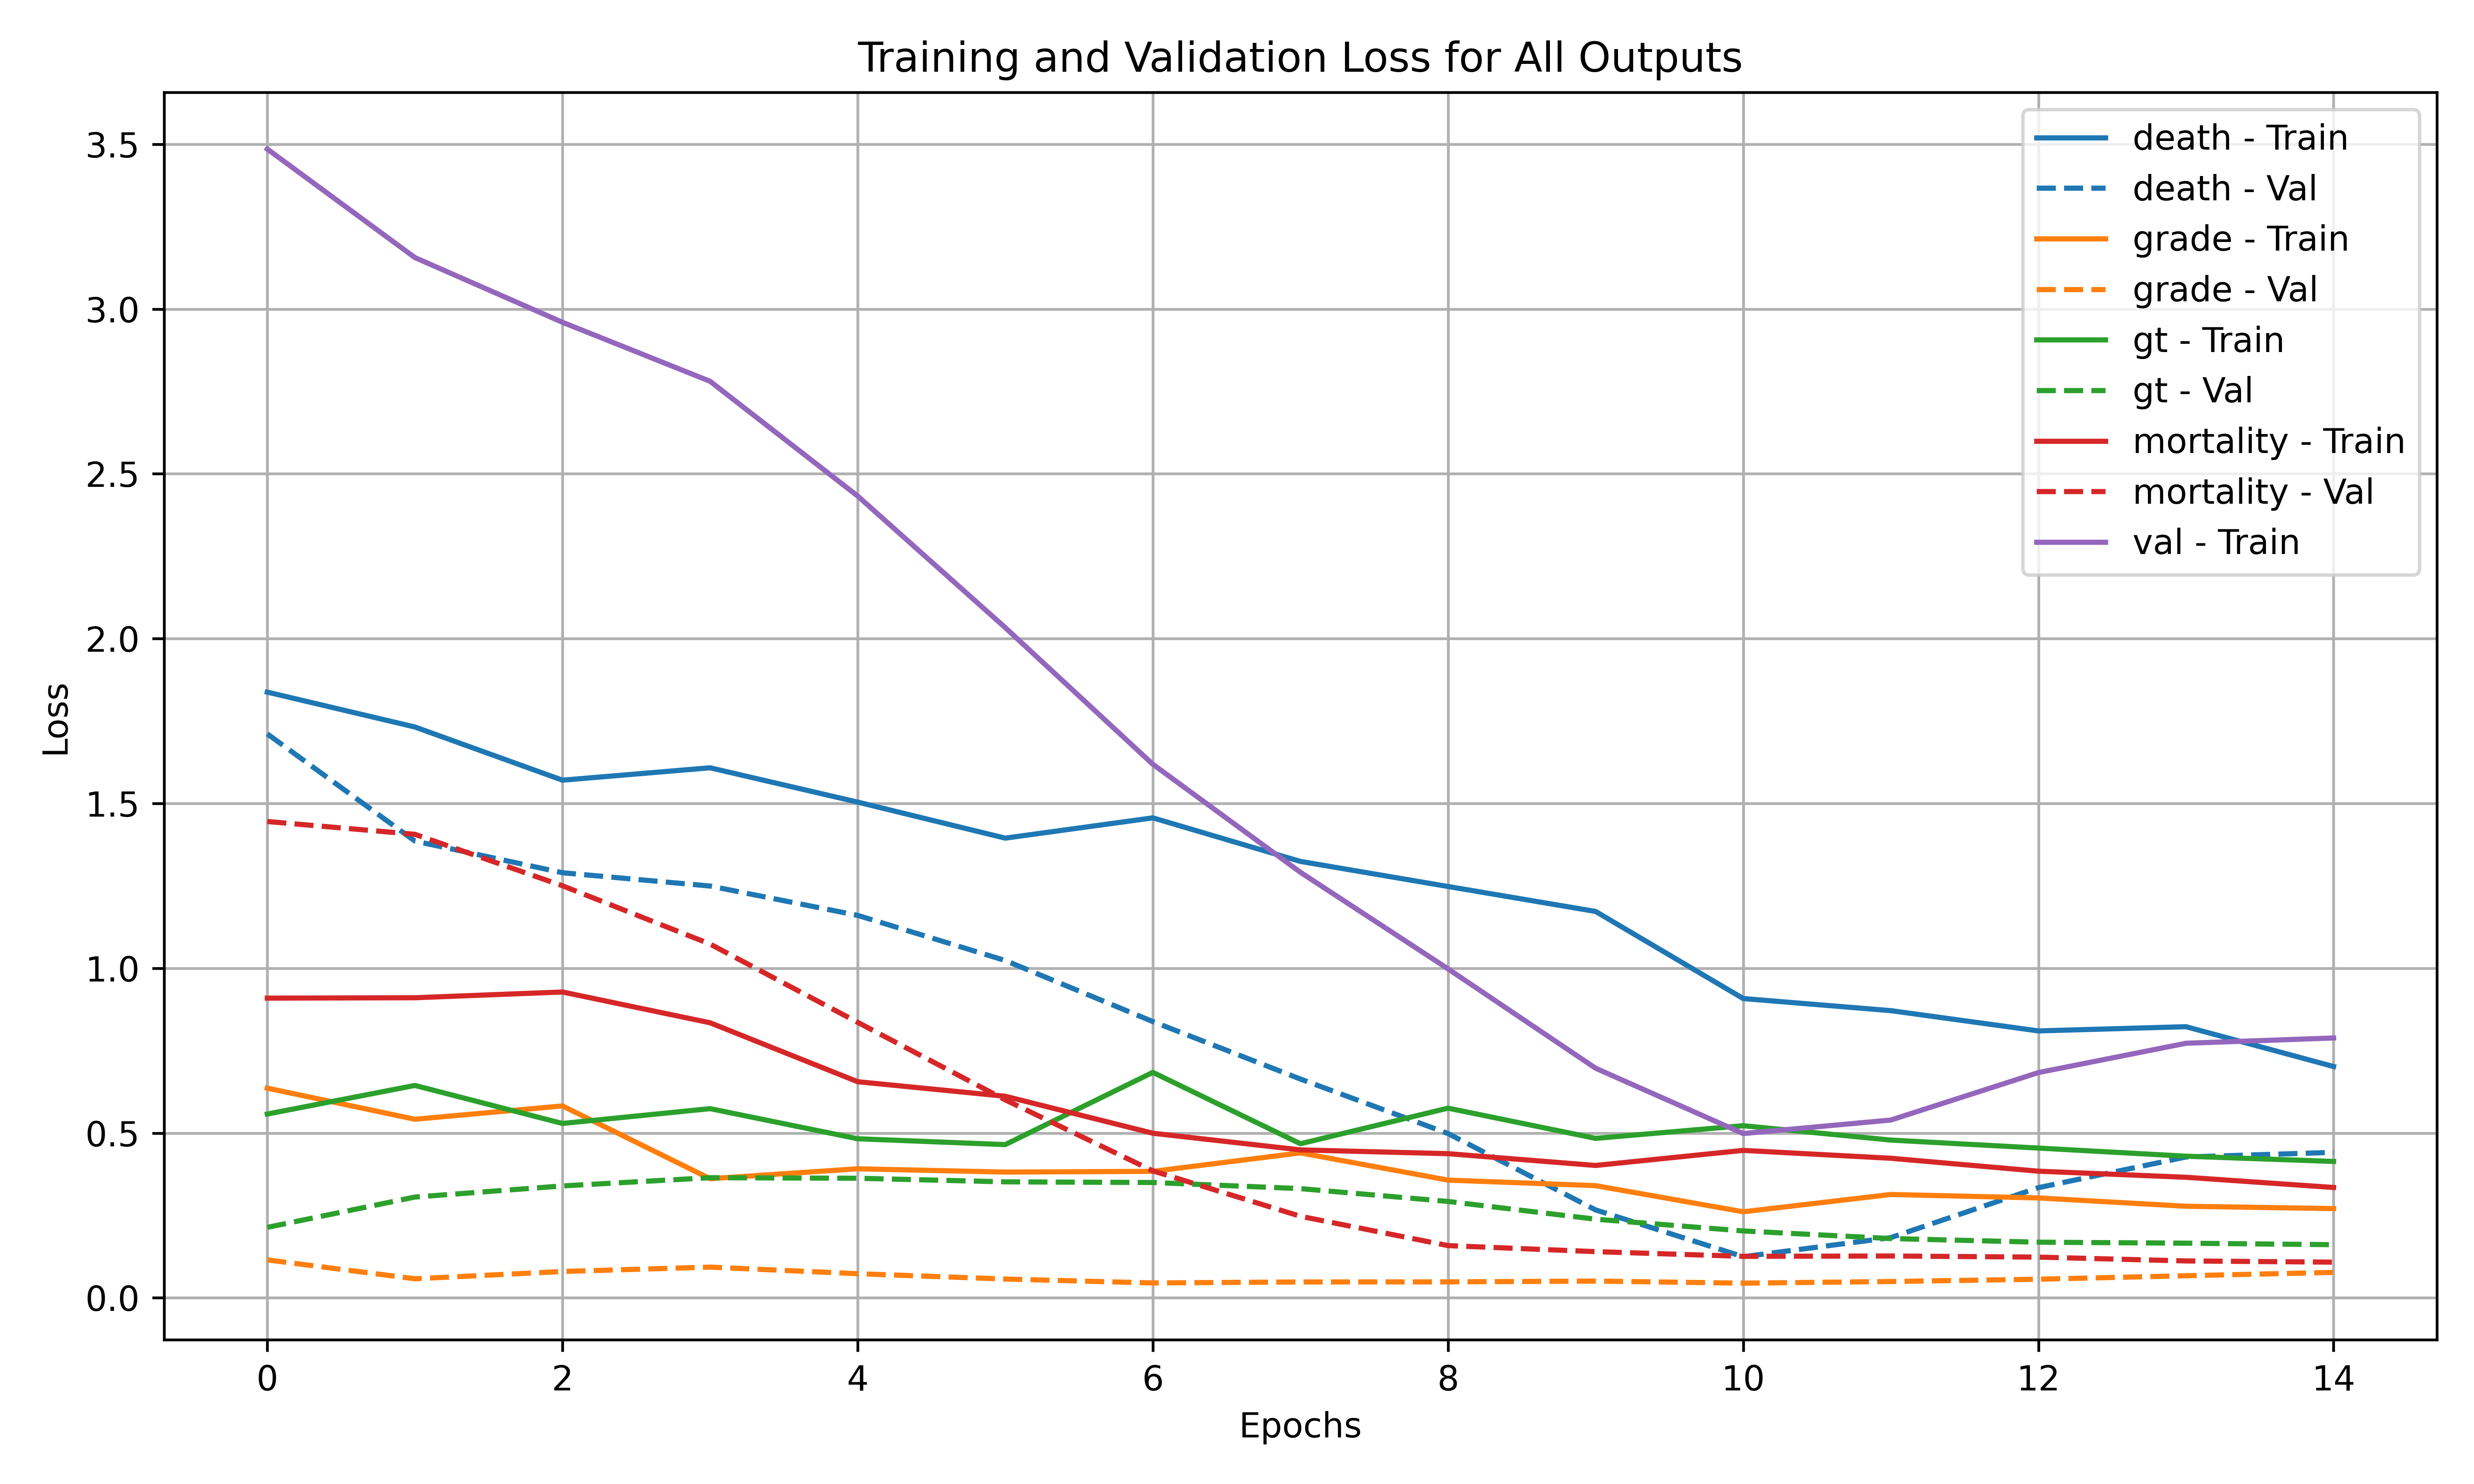 Training and Validation Loss for All Outputs
3.5
3.0
2.5
2.0
1.5
1.0
0.5
0.0
Loss
death - Train
death - Val
grade - Train
grade - Val
gt - Train
gt - Val
mortality - Train
mortality - Val
val - Train
0 2 4 6 8 10 12 14
Epochs